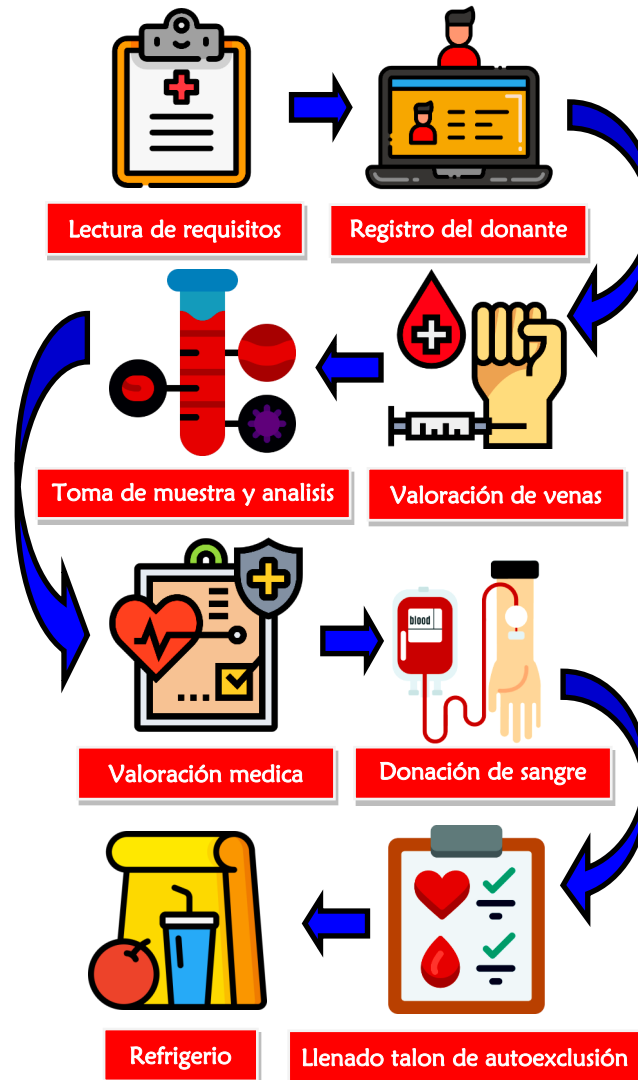 Lectura de requisitos
Registro del donante
Valoración de venas
Toma de muestra y analisis
Valoración medica
blood
Donación de sangre
Llenado talon de autoexclusión
Refrigerio